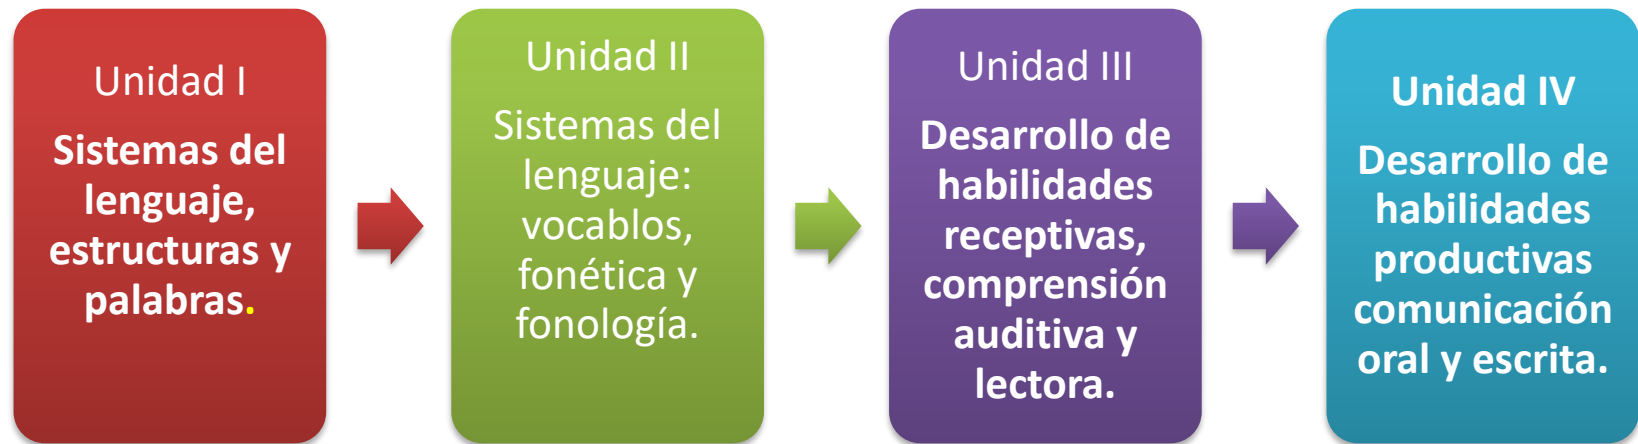 Unidad I
Sistemas del
lenguaje,
estructuras y
palabras.
Unidad II
Sistemas del
lenguaje:
vocablos,
fonética y
fonología.
Unidad III
Desarrollo de
habilidades
receptivas,
comprensión
auditiva y
lectora.
Unidad IV
Desarrollo de
habilidades
productivas
comunicación
oral y escrita.